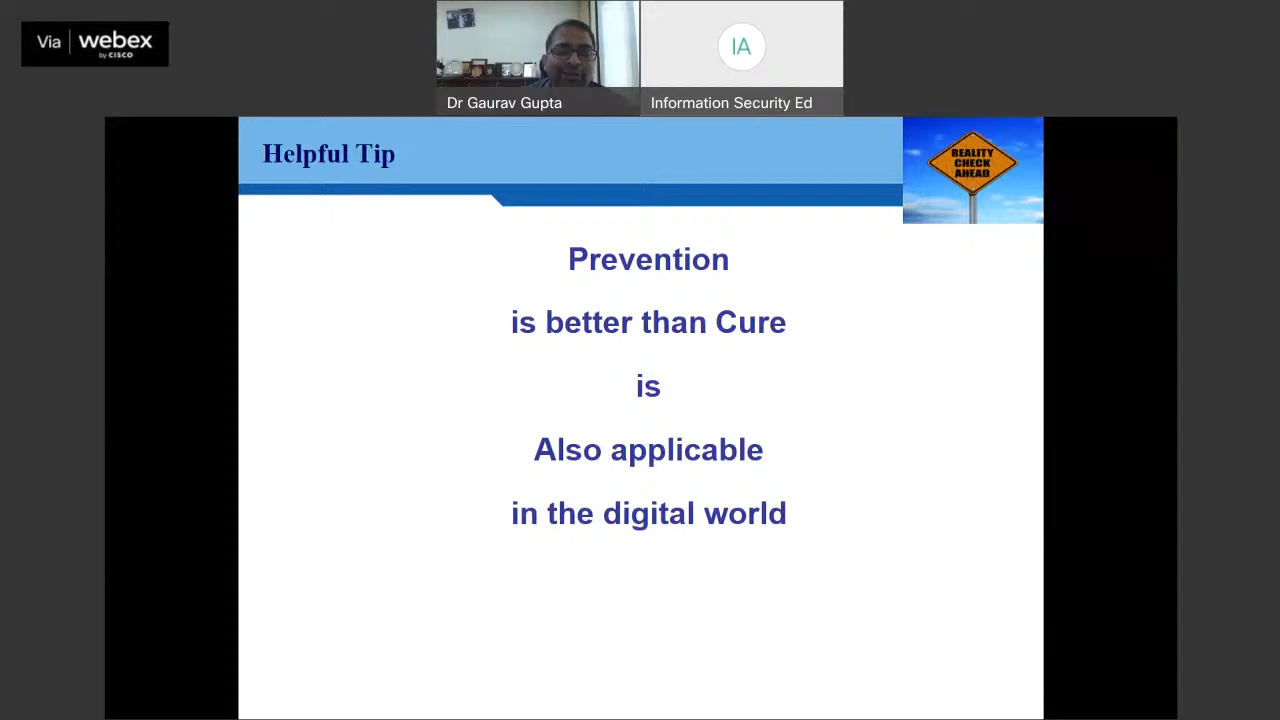 Via webex
by CISCO
IA
Dr Gaurav Gupta
Information Security Ed
Helpful Tip
REALITY
CHECK
AHEAD
Prevention
is better than Cure
is
Also applicable
in the digital world